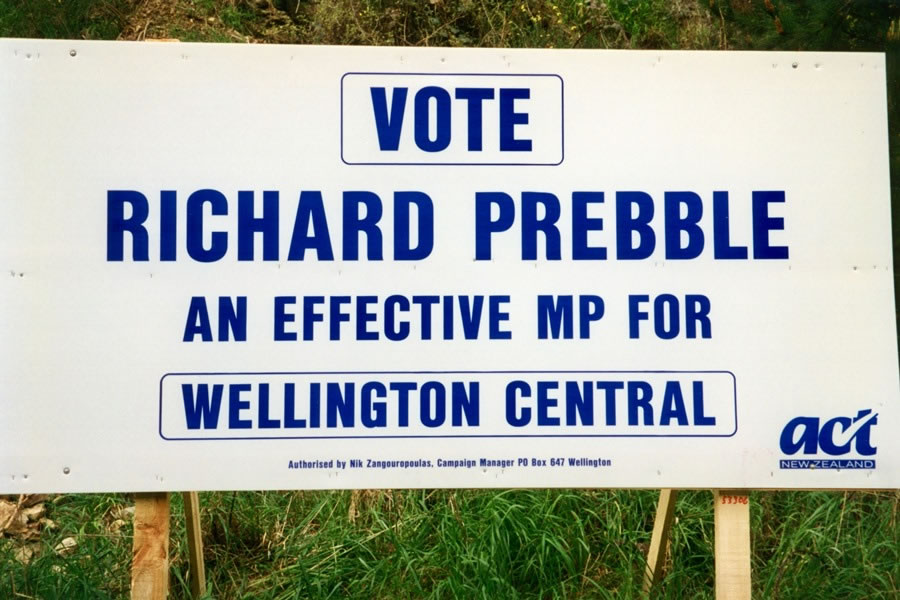 VOTE
RICHARD PREBBLE
AN EFFECTIVE MP FOR
WELLINGTON CENTRAL
act
NEW ZEALAND
Authorised by Nik Zangouropoulas, Campaign Manager PO Box 647 Wellington